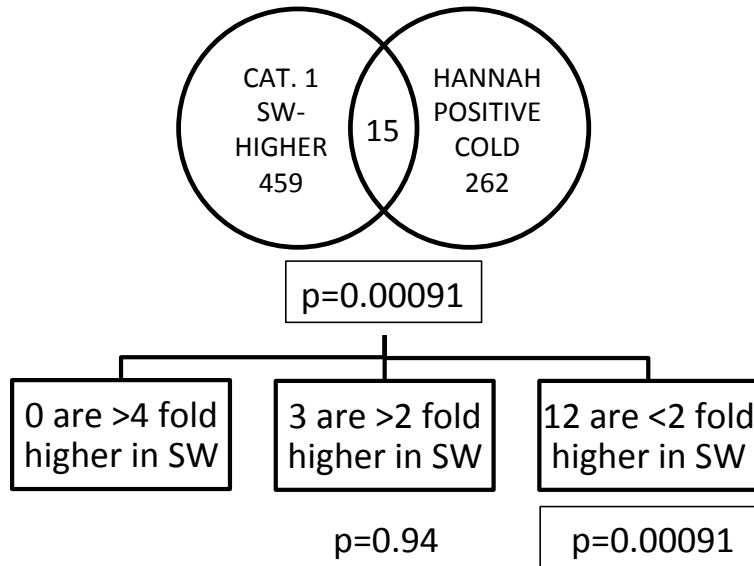 CAT. 1
SW-
HIGHER
459
15
HANNAH
POSITIVE
COLD
262
p=0.00091
0 are >4 fold
higher in SW
3 are >2 fold
higher in SW
12 are <2 fold
higher in SW
p=0.94
p=0.00091